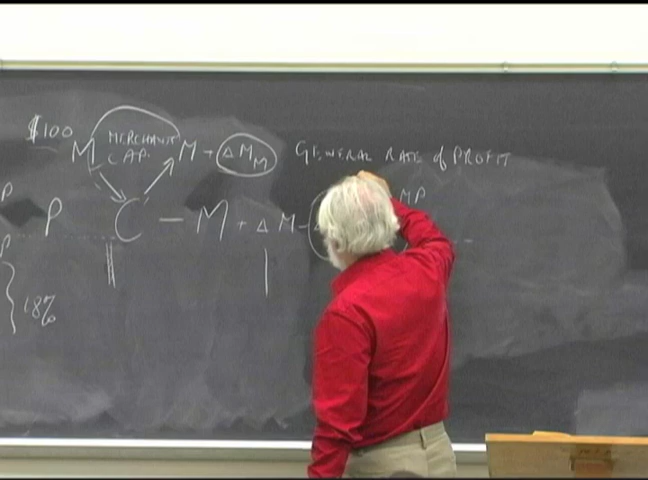 $100
MERCHANT
M CAP. M + ΔM_M GENERAL RATE of PROFIT
P MP
P C — M + ΔM -
P
18%